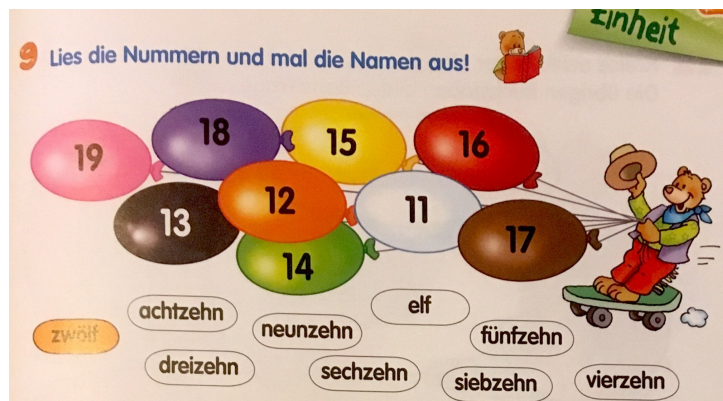 Einheit
9 Lies die Nummern und mal die Namen aus!
19
18
15
16
13
12
11
17
14
achtzehn
elf
zwölf
neunzehn
fünfzehn
dreizehn
sechzehn
siebzehn
vierzehn